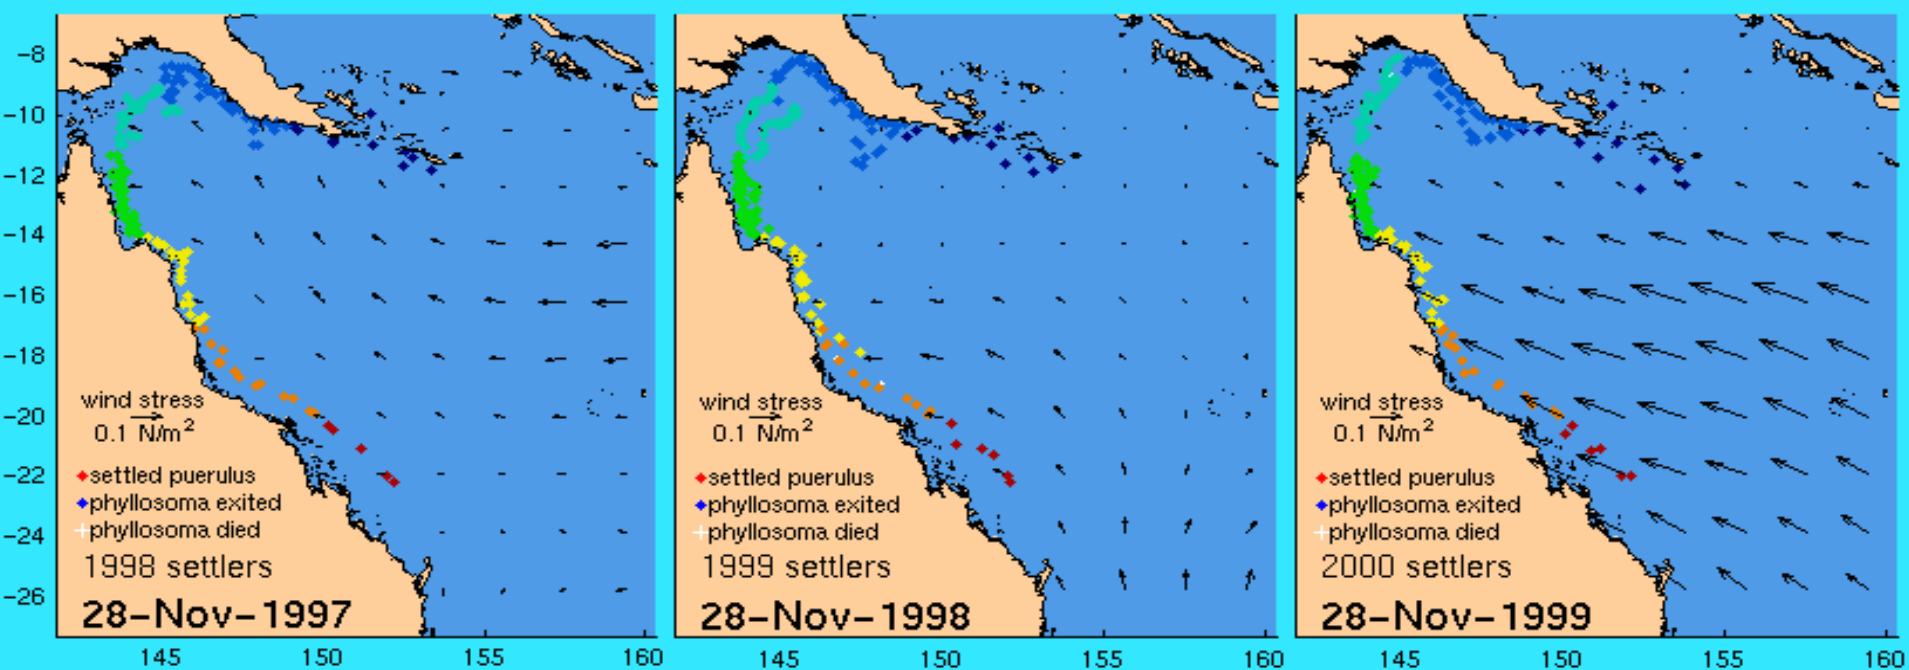 -8
-10
-12
-14
-16
-18
-20
-22
-24
-26
wind stress
0.1 N/m²
settled puerulus
phyllosoma exited
phyllosoma died
1998 settlers
28-Nov-1997
145 150 155 160
wind stress
0.1 N/m²
settled puerulus
phyllosoma exited
phyllosoma died
1999 settlers
28-Nov-1998
145 150 155 160
wind stress
0.1 N/m²
settled puerulus
phyllosoma exited
phyllosoma died
2000 settlers
28-Nov-1999
145 150 155 160